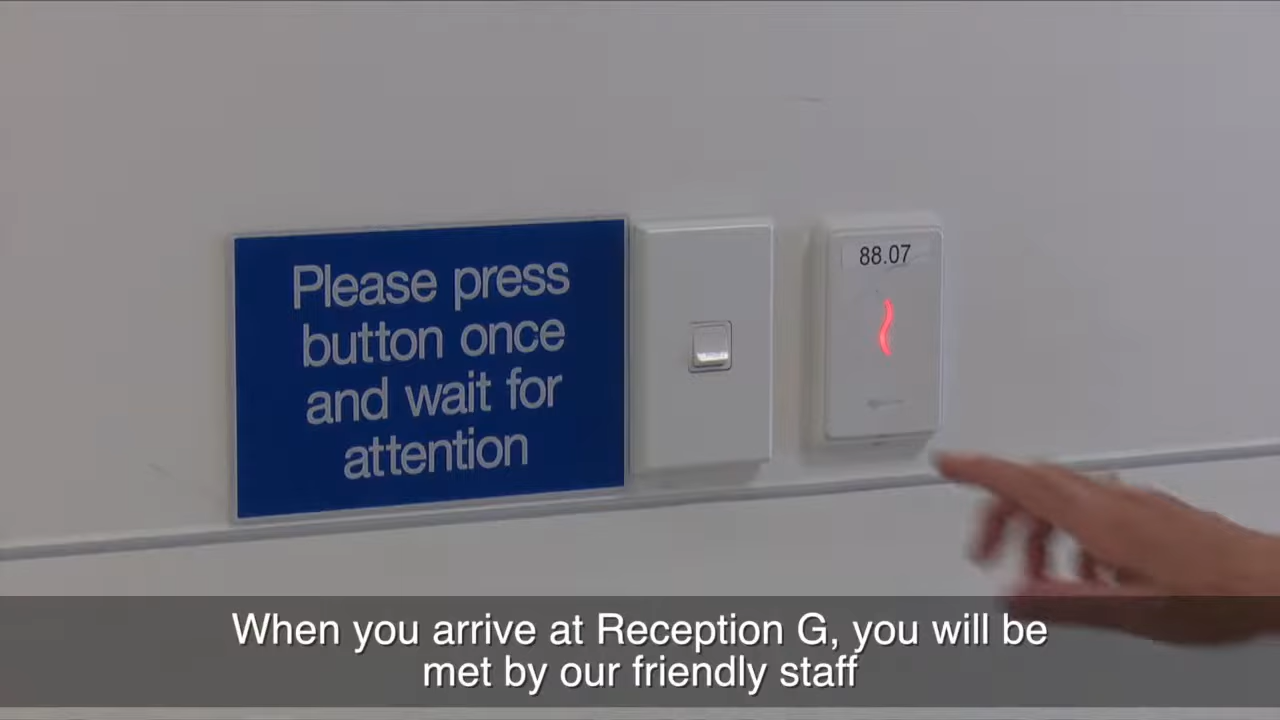 Please press
button once
and wait for
attention
88.07
When you arrive at Reception G, you will be
met by our friendly staff